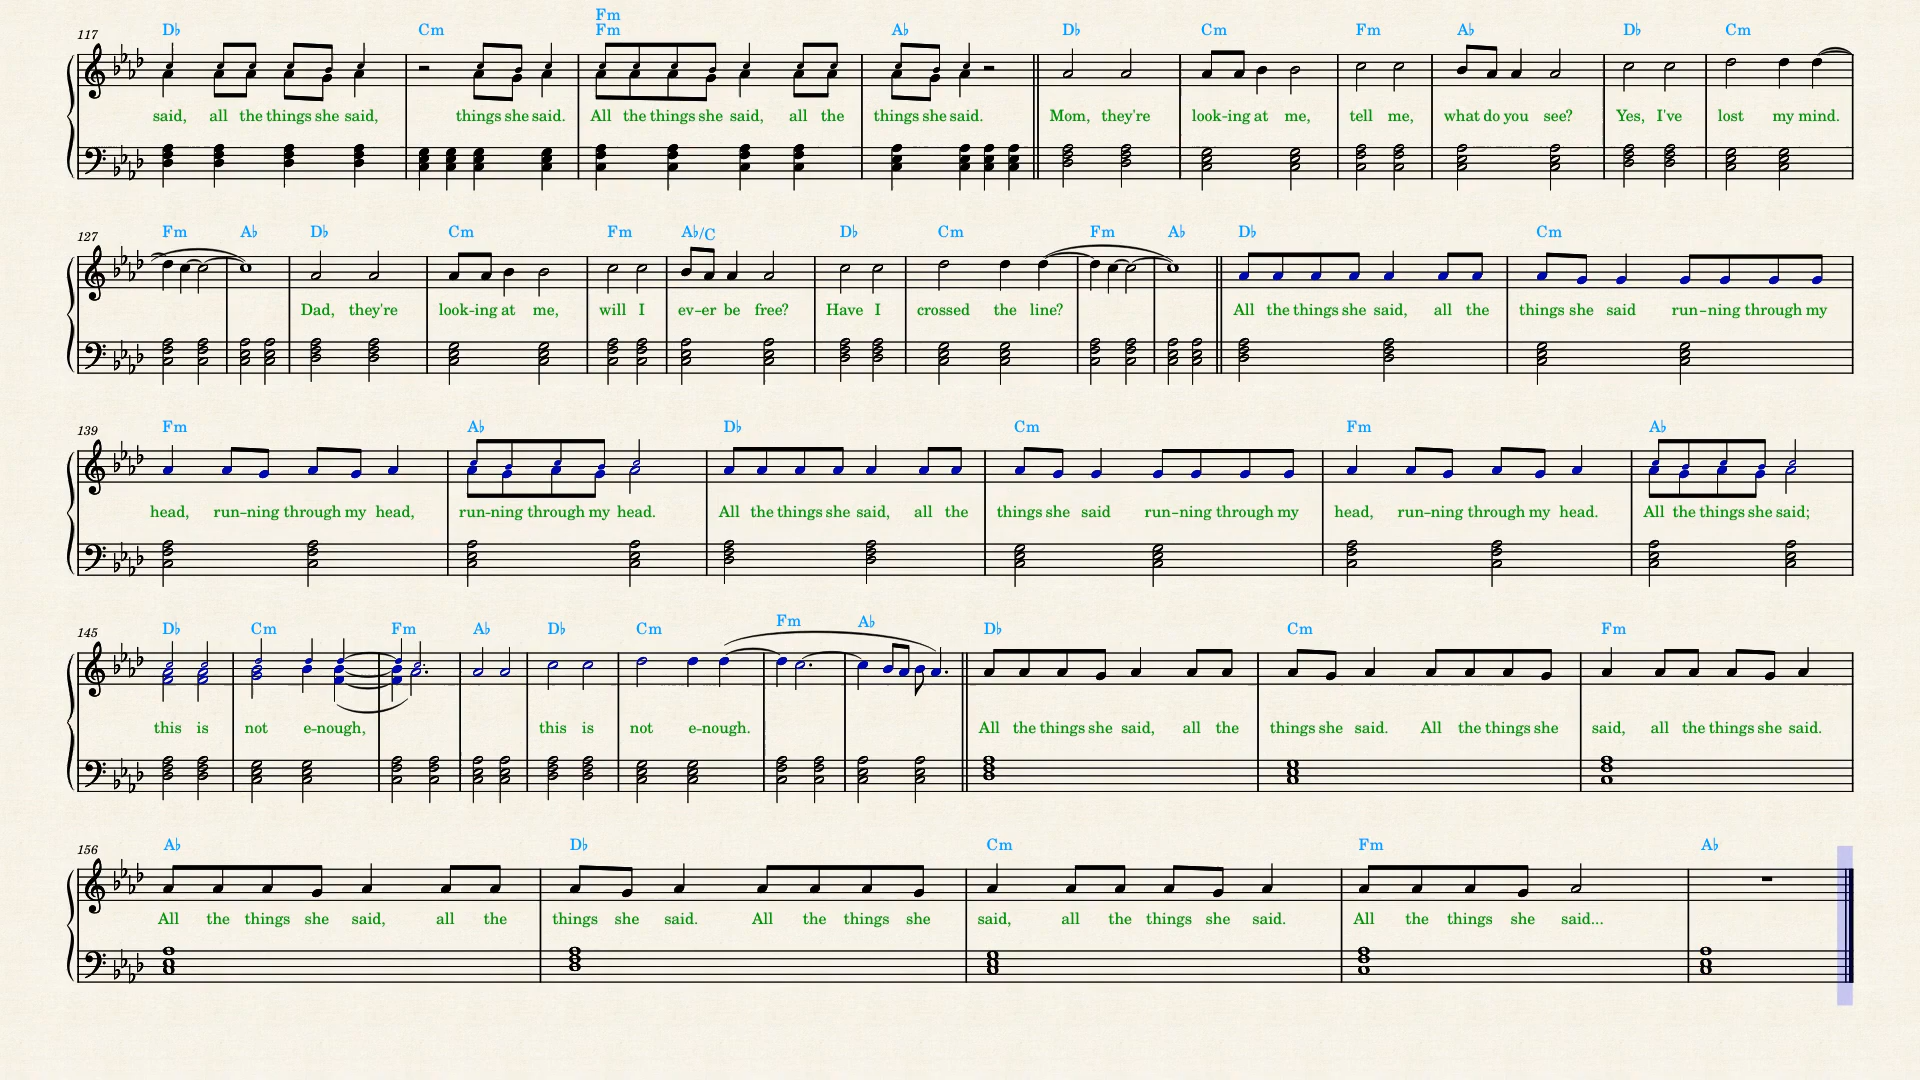 Fm
117 D♭ Cm Fm A♭ D♭ Cm Fm A♭ D♭ Cm
said, all the things she said, things she said. All the things she said, all the things she said. Mom, they're look-ing at me, tell me, what do you see? Yes, I've lost my mind.
127 Fm A♭ D♭ Cm Fm A♭/C D♭ Cm Fm A♭ D♭ Cm
Dad, they're look-ing at me, will I ev-er be free? Have I crossed the line? All the things she said, all the things she said run-ning through my
139 Fm A♭ D♭ Cm Fm A♭
head, run-ning through my head, run-ning through my head. All the things she said, all the things she said run-ning through my head, run-ning through my head. All the things she said;
145 D♭ Cm Fm A♭ D♭ Cm Fm A♭ D♭ Cm Fm
this is not e-nough, this is not e-nough. All the things she said, all the things she said. All the things she said, all the things she said.
156 A♭ D♭ Cm Fm A♭
All the things she said, all the things she said. All the things she said, all the things she said. All the things she said...